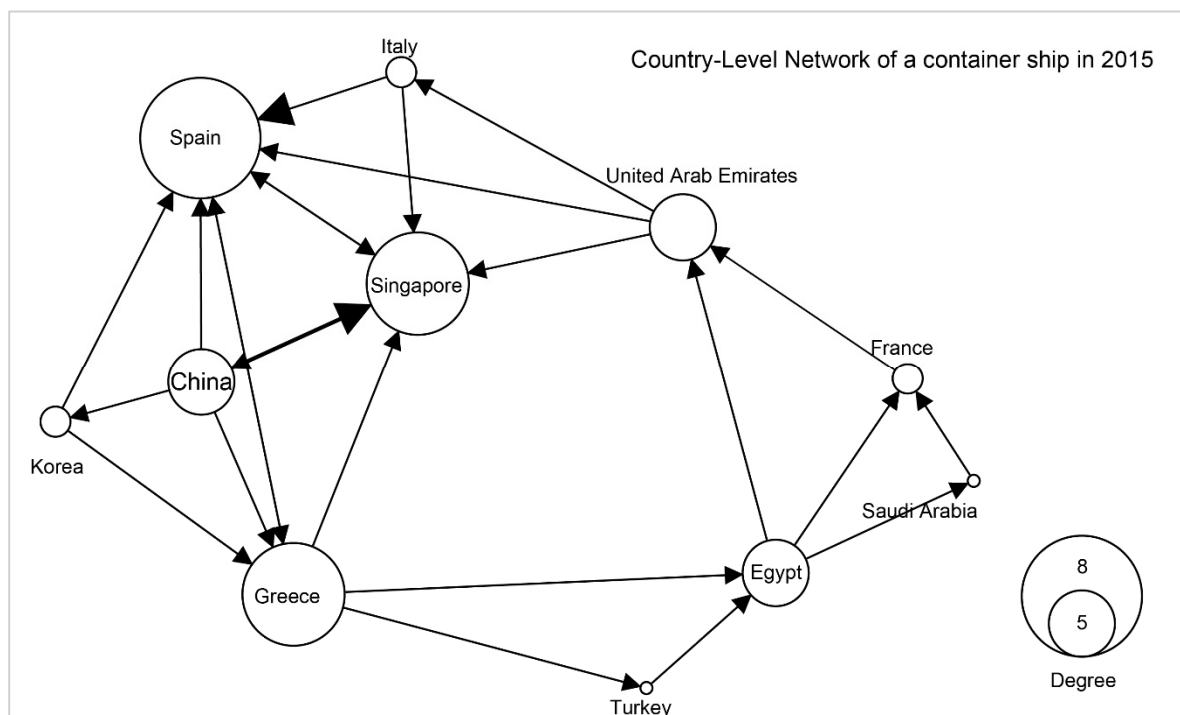 Italy
Country-Level Network of a container ship in 2015
Spain
United Arab Emirates
Singapore
France
China
Korea
Saudi Arabia
Egypt
8
Greece
5
Degree
Turkey